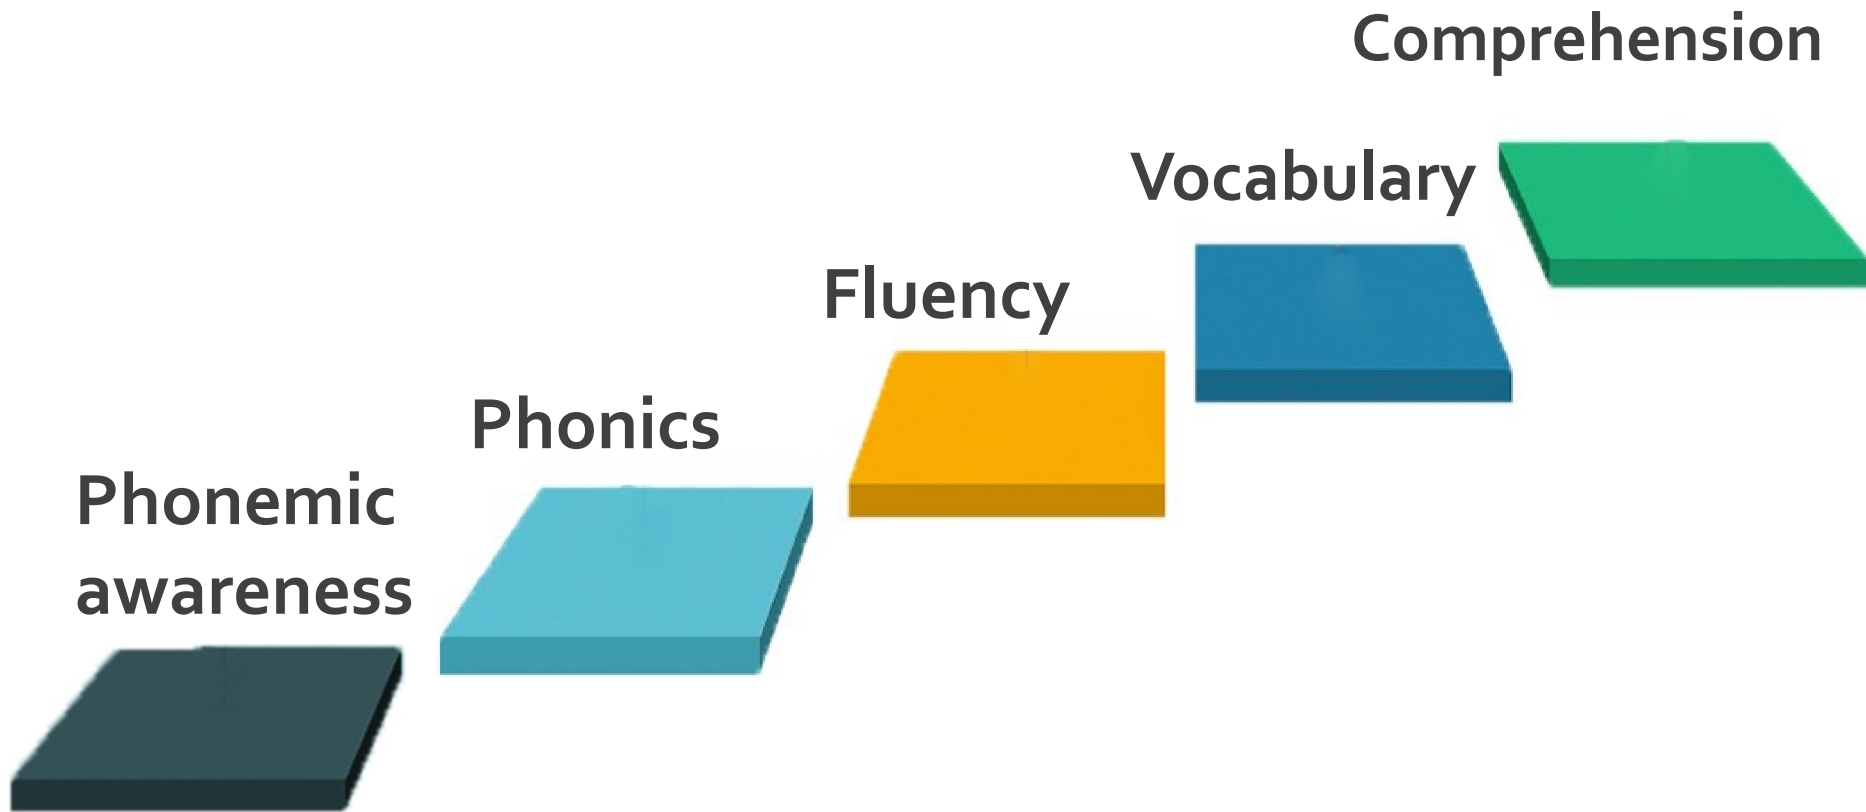 Comprehension
Vocabulary
Fluency
Phonics
Phonemic
awareness